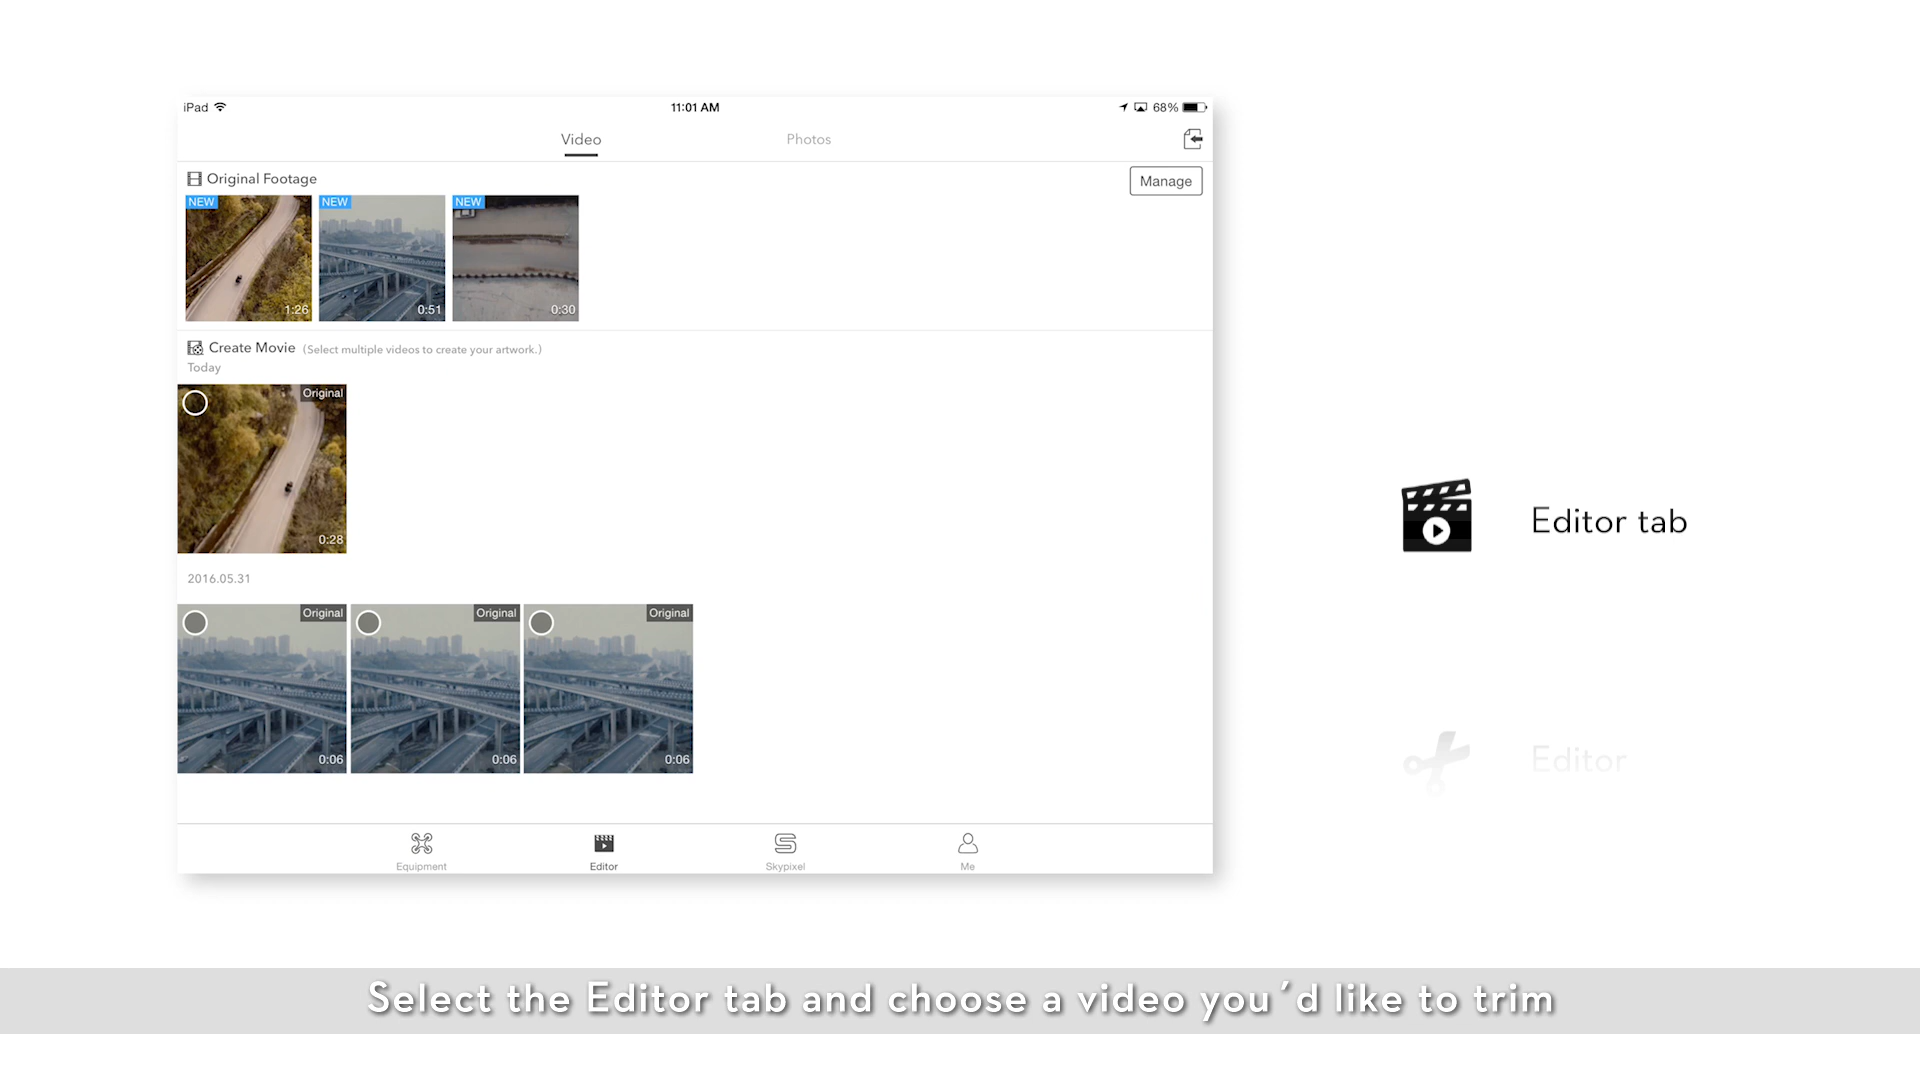 iPad
11:01 AM
68%
Video
Photos
Original Footage
Manage
NEW
NEW
NEW
1:26
0:51
0:30
Create Movie (Select multiple videos to create your artwork.)
Today
Original
0:28
2016.05.31
Original
Original
Original
0:06
0:06
0:06
Equipment
Editor
Skypixel
Me
Editor tab
Editor
Select the Editor tab and choose a video you´d like to trim